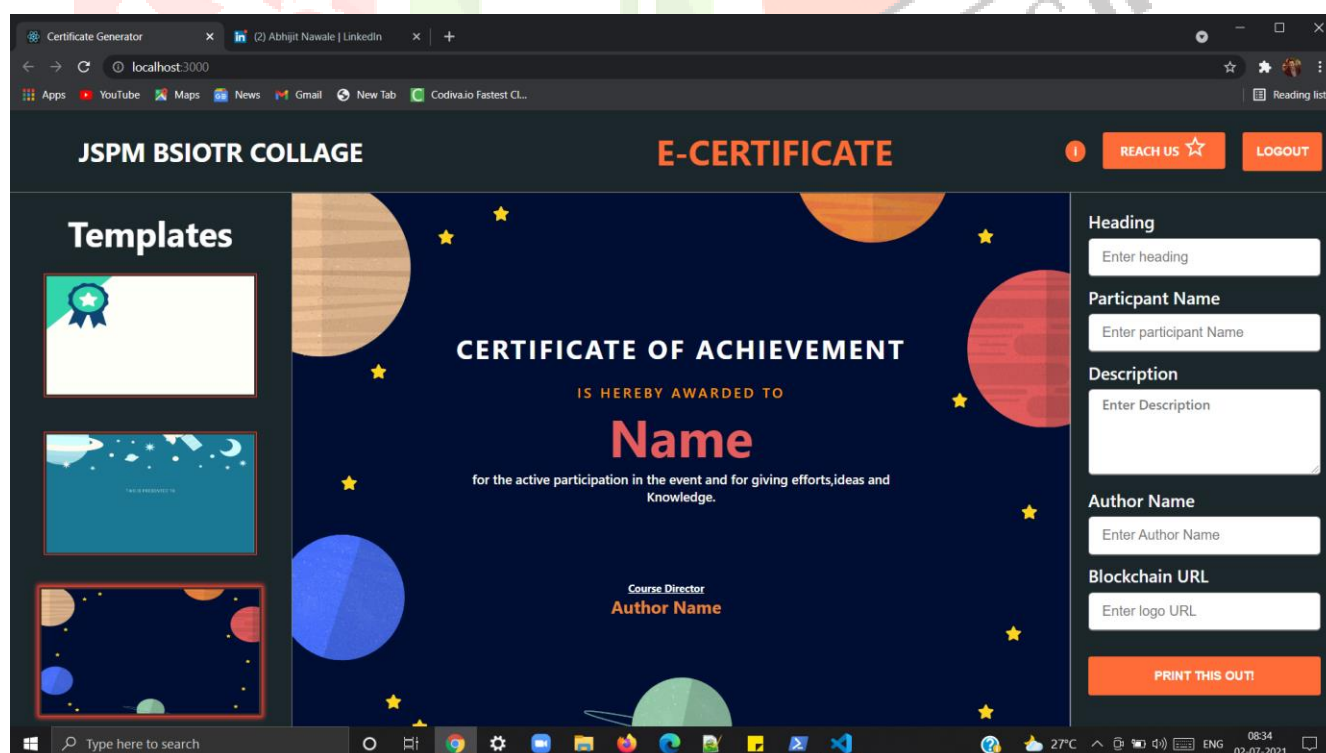 Certificate Generator
(2) Abhijit Nawale | LinkedIn
localhost:3000
Apps YouTube Maps News Gmail New Tab Codiva.io Fastest Cl... Reading list
JSPM BSIOTR COLLAGE
E-CERTIFICATE
REACH US
LOGOUT
Templates
CERTIFICATE OF ACHIEVEMENT
IS HEREBY AWARDED TO
Name
for the active participation in the event and for giving efforts,ideas and
Knowledge.
Course Director
Author Name
Heading
Enter heading
Particpant Name
Enter participant Name
Description
Enter Description
Author Name
Enter Author Name
Blockchain URL
Enter logo URL
PRINT THIS OUT!
Type here to search
27°C
ENG
08:34
02-07-2021